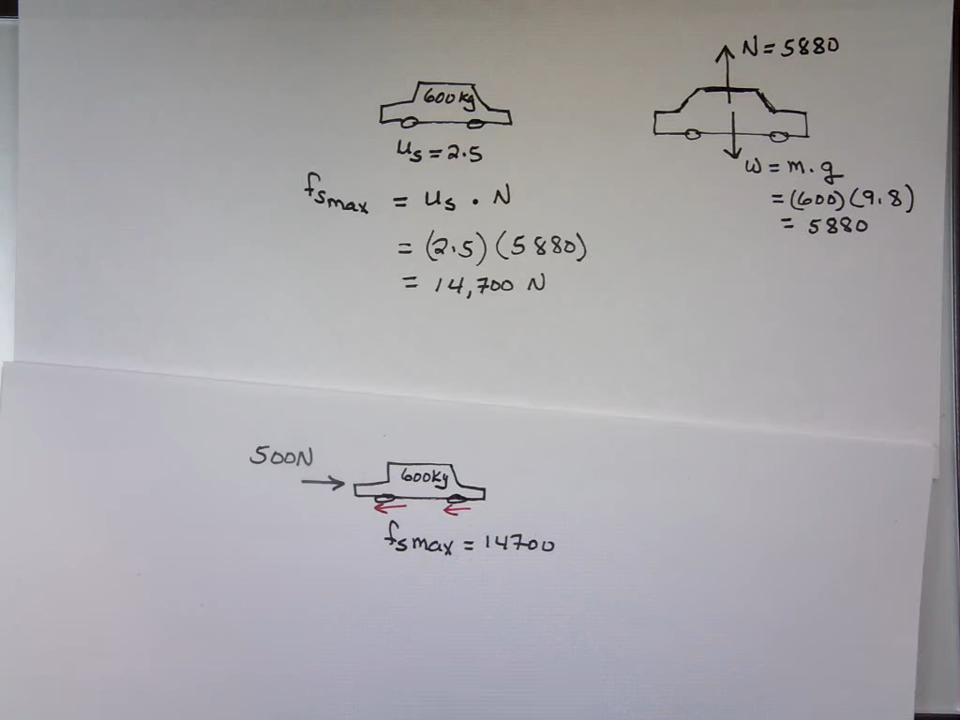 600kg
us = 2.5
fsmax = us · N
= (2.5) (5880)
= 14,700 N
N = 5880
w = m · g
= (600) (9.8)
= 5880
500N
600kg
fsmax = 14700